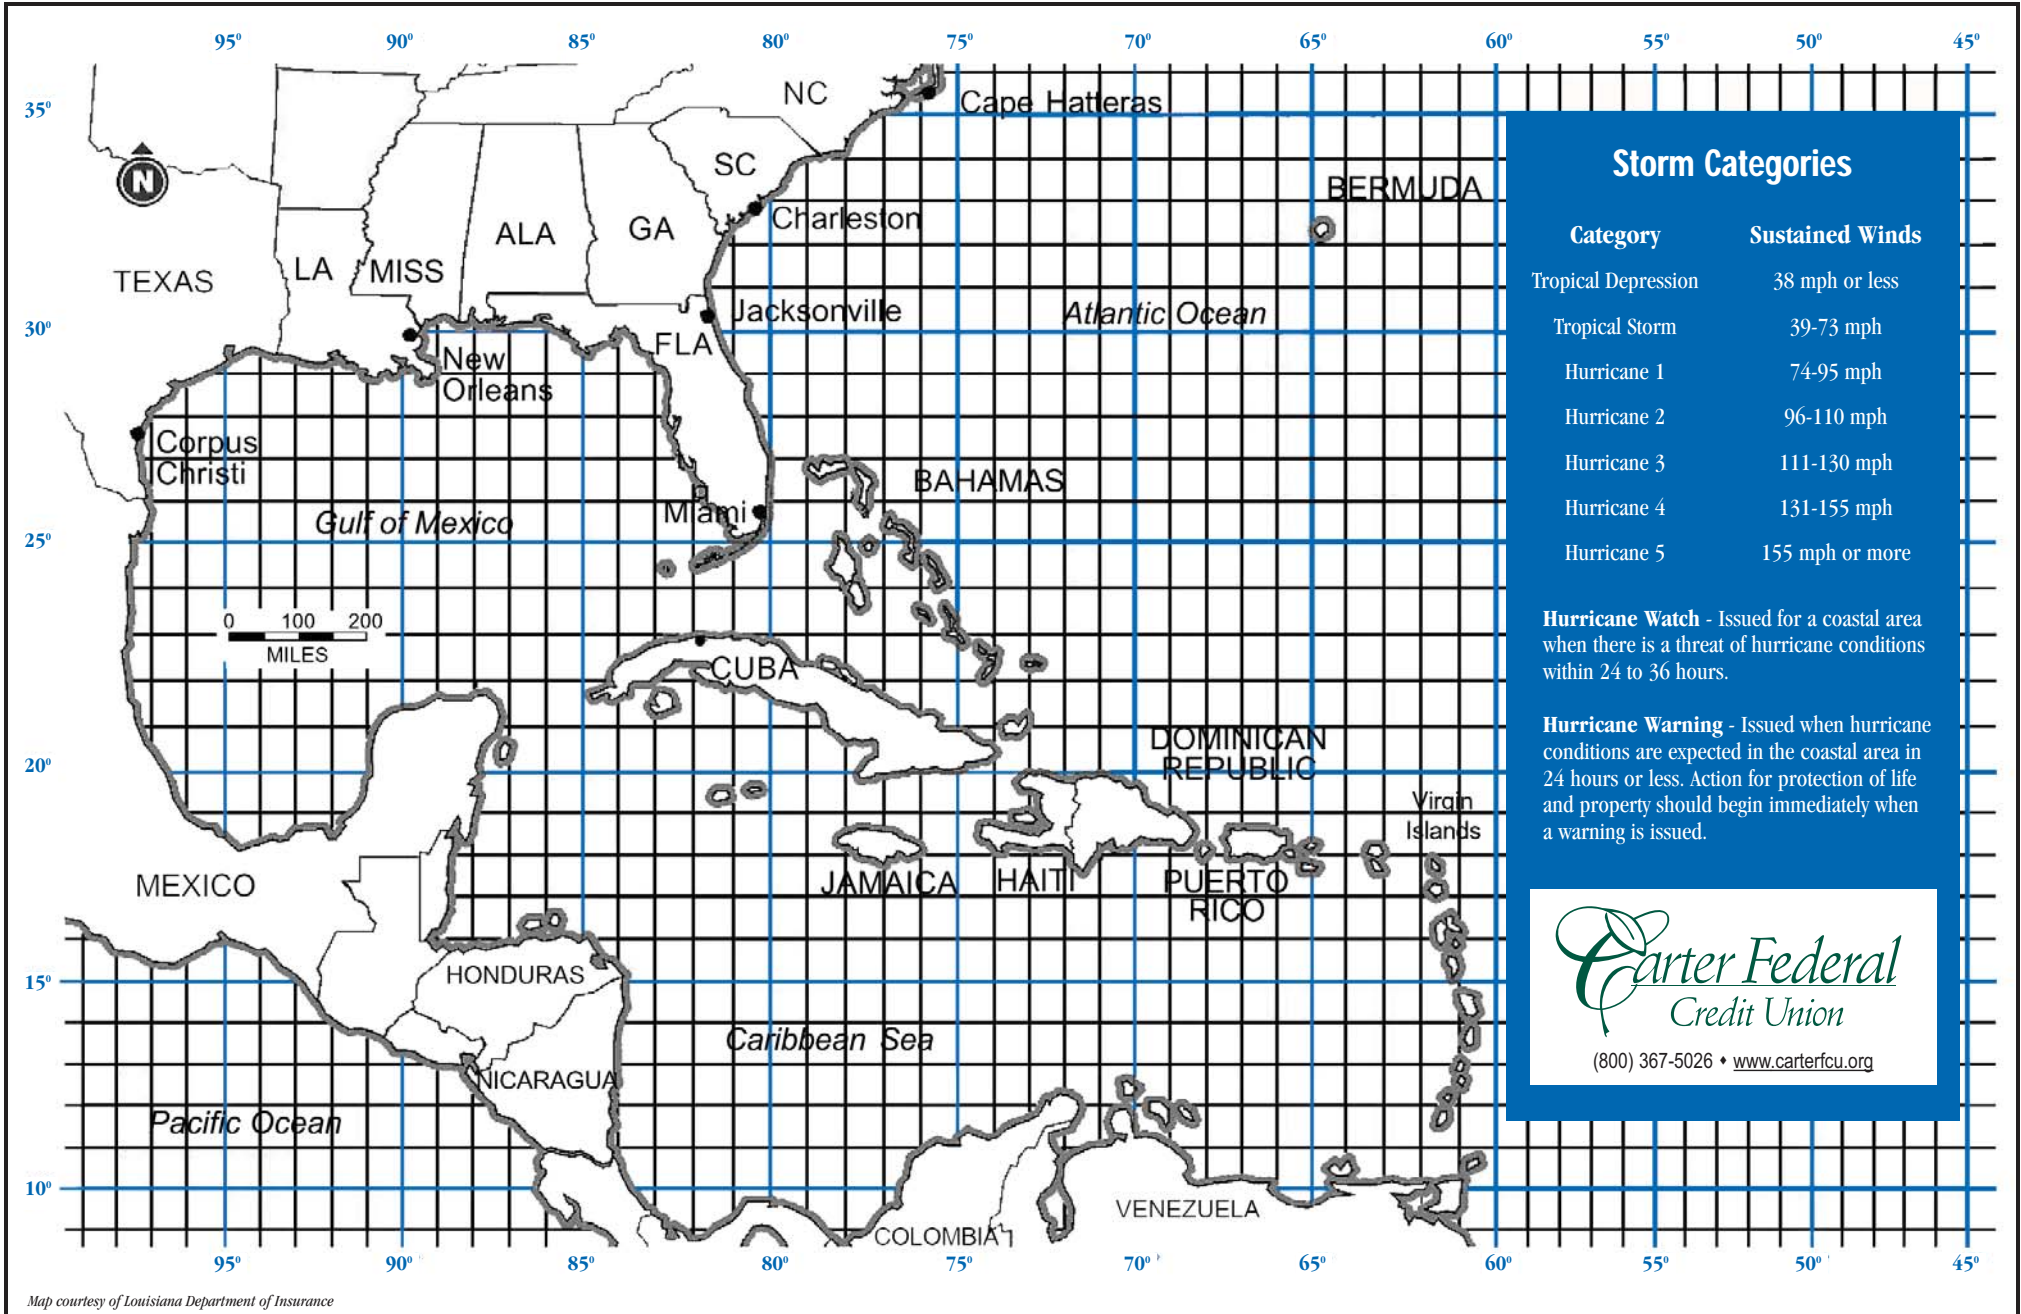 95° 90° 85° 80° 75° 70° 65° 60° 55° 50° 45°
35°
30°
25°
20°
15°
10°
N
NC
Cape Hatteras
SC
BERMUDA
Charleston
ALA
GA
LA
MISS
TEXAS
Jacksonville
Atlantic Ocean
FLA
New
Orleans
Corpus
Christi
BAHAMAS
Miami
Gulf of Mexico
0 100 200
MILES
CUBA
DOMINICAN
REPUBLIC
Virgin
Islands
MEXICO
JAMAICA
HAITI
PUERTO
RICO
HONDURAS
Caribbean Sea
NICARAGUA
Pacific Ocean
VENEZUELA
COLOMBIA
95° 90° 85° 80° 75° 70° 65° 60° 55° 50° 45°
Storm Categories
Category Sustained Winds
Tropical Depression 38 mph or less
Tropical Storm 39-73 mph
Hurricane 1 74-95 mph
Hurricane 2 96-110 mph
Hurricane 3 111-130 mph
Hurricane 4 131-155 mph
Hurricane 5 155 mph or more
Hurricane Watch - Issued for a coastal area
when there is a threat of hurricane conditions
within 24 to 36 hours.
Hurricane Warning - Issued when hurricane
conditions are expected in the coastal area in
24 hours or less. Action for protection of life
and property should begin immediately when
a warning is issued.
Carter Federal
Credit Union
(800) 367-5026 ♦ www.carterfcu.org
Map courtesy of Louisiana Department of Insurance